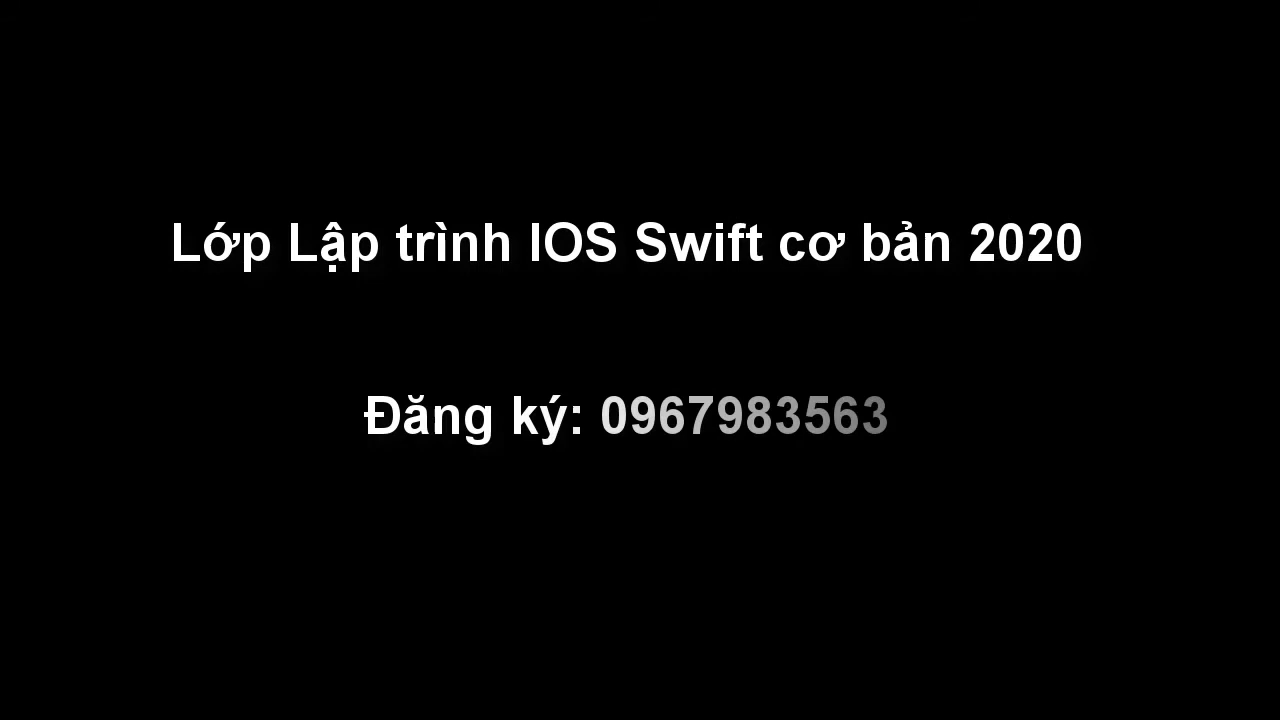 Lớp Lập trình IOS Swift cơ bản 2020
Đăng ký: 0967983563